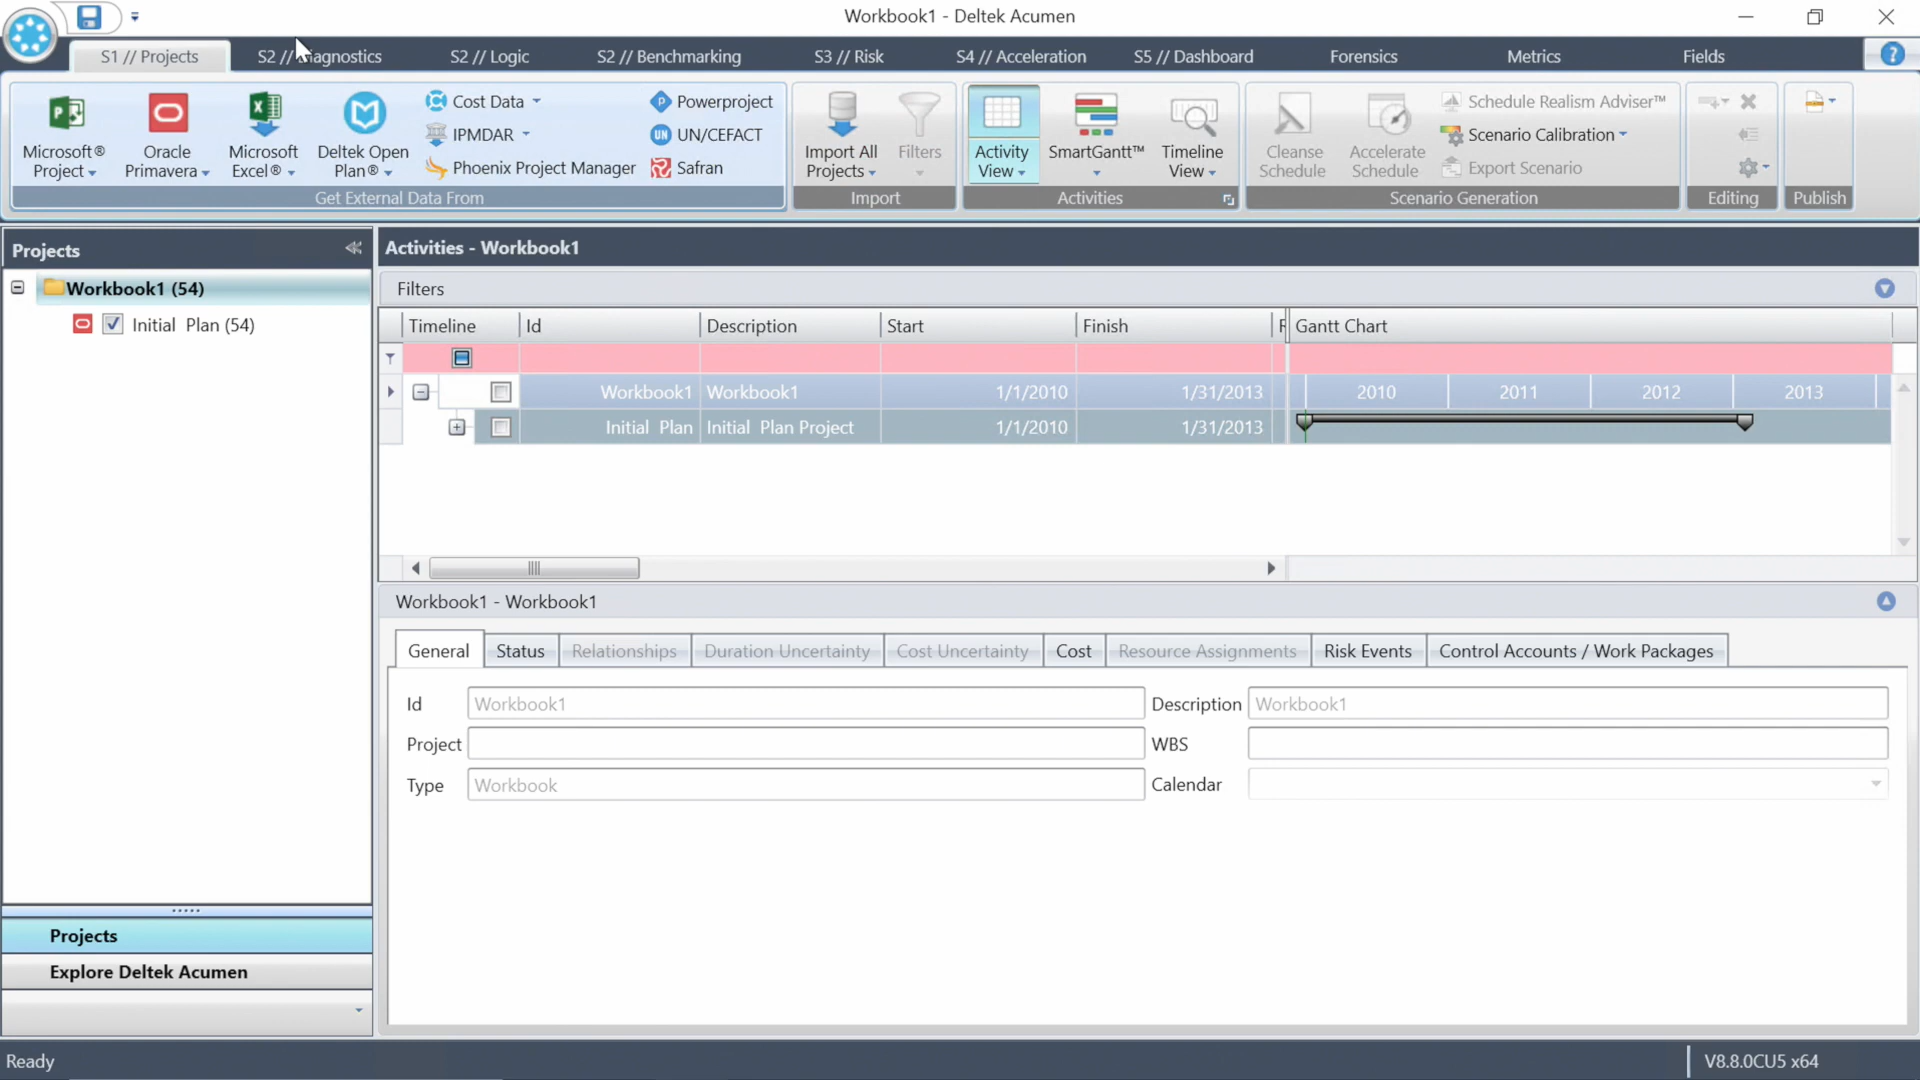 Workbook1 - Deltek Acumen
S1 // Projects
S2 // Diagnostics
S2 // Logic
S2 // Benchmarking
S3 // Risk
S4 // Acceleration
S5 // Dashboard
Forensics
Metrics
Fields
Microsoft® Project
Oracle Primavera
Microsoft Excel®
Deltek Open Plan®
Cost Data
IPMDAR
Phoenix Project Manager
Powerproject
UN/CEFACT
Safran
Get External Data From
Import All Projects
Filters
Import
Activity View
SmartGantt™
Timeline View
Activities
Cleanse Schedule
Accelerate Schedule
Schedule Realism Adviser™
Scenario Calibration
Export Scenario
Scenario Generation
Editing
Publish
Projects
Workbook1 (54)
Initial Plan (54)
Activities - Workbook1
Filters
Timeline Id Description Start Finish Gantt Chart
Workbook1 Workbook1 1/1/2010 1/31/2013 2010 2011 2012 2013
Initial Plan Initial Plan Project 1/1/2010 1/31/2013
Workbook1 - Workbook1
General Status Relationships Duration Uncertainty Cost Uncertainty Cost Resource Assignments Risk Events Control Accounts / Work Packages
Id Workbook1 Description Workbook1
Project WBS
Type Workbook Calendar
Projects
Explore Deltek Acumen
Ready
V8.8.0CU5 x64